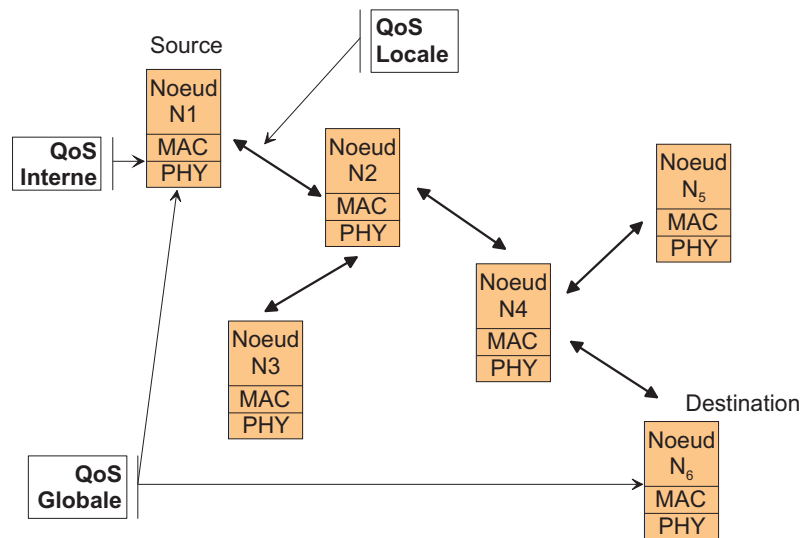 Source
QoS
Locale
Noeud
N1
MAC
PHY
QoS
Interne
Noeud
N2
MAC
PHY
Noeud
N5
MAC
PHY
Noeud
N4
MAC
PHY
Noeud
N3
MAC
PHY
Destination
Noeud
N6
MAC
PHY
QoS
Globale